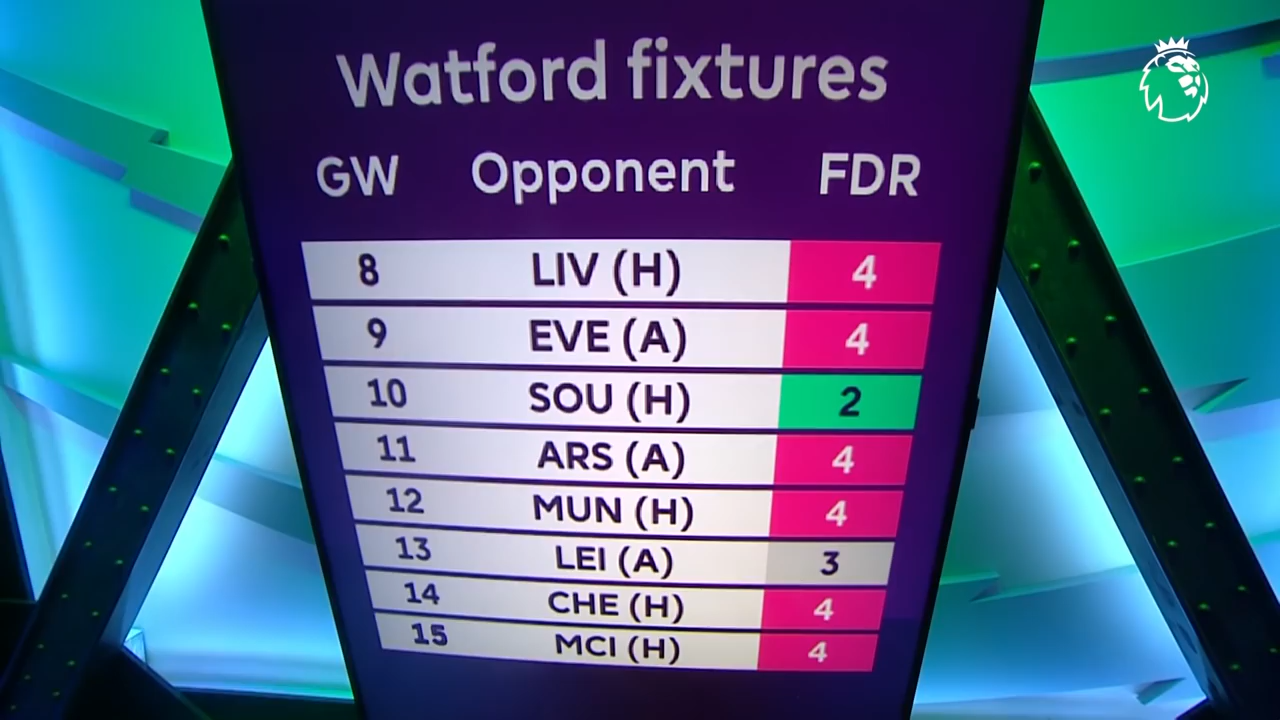 Watford fixtures
GW Opponent FDR
8 LIV (H) 4
9 EVE (A) 4
10 SOU (H) 2
11 ARS (A) 4
12 MUN (H) 4
13 LEI (A) 3
14 CHE (H) 4
15 MCI (H) 4